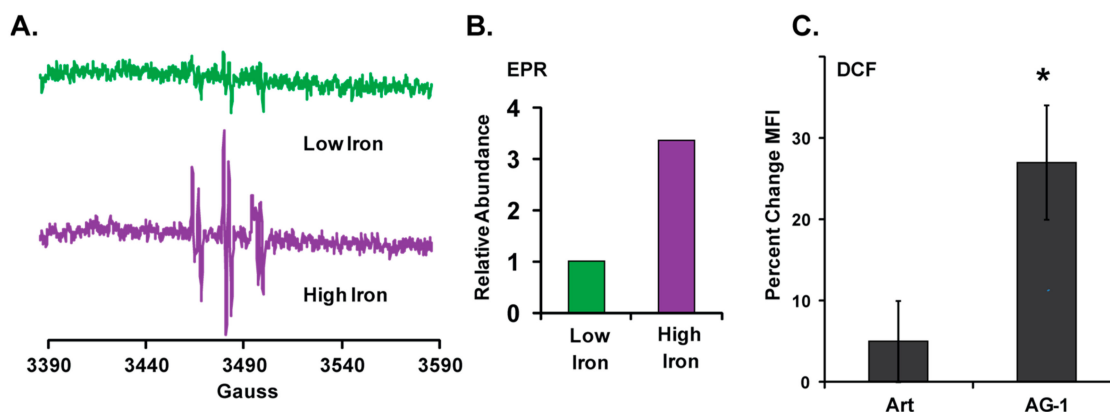 A.
Low Iron
High Iron
3390 3440 3490 3540 3590
Gauss
B.
EPR
Relative Abundance
4
3
2
1
0
Low Iron
High Iron
C.
DCF
*
Percent Change MFI
30
20
10
0
Art AG-1